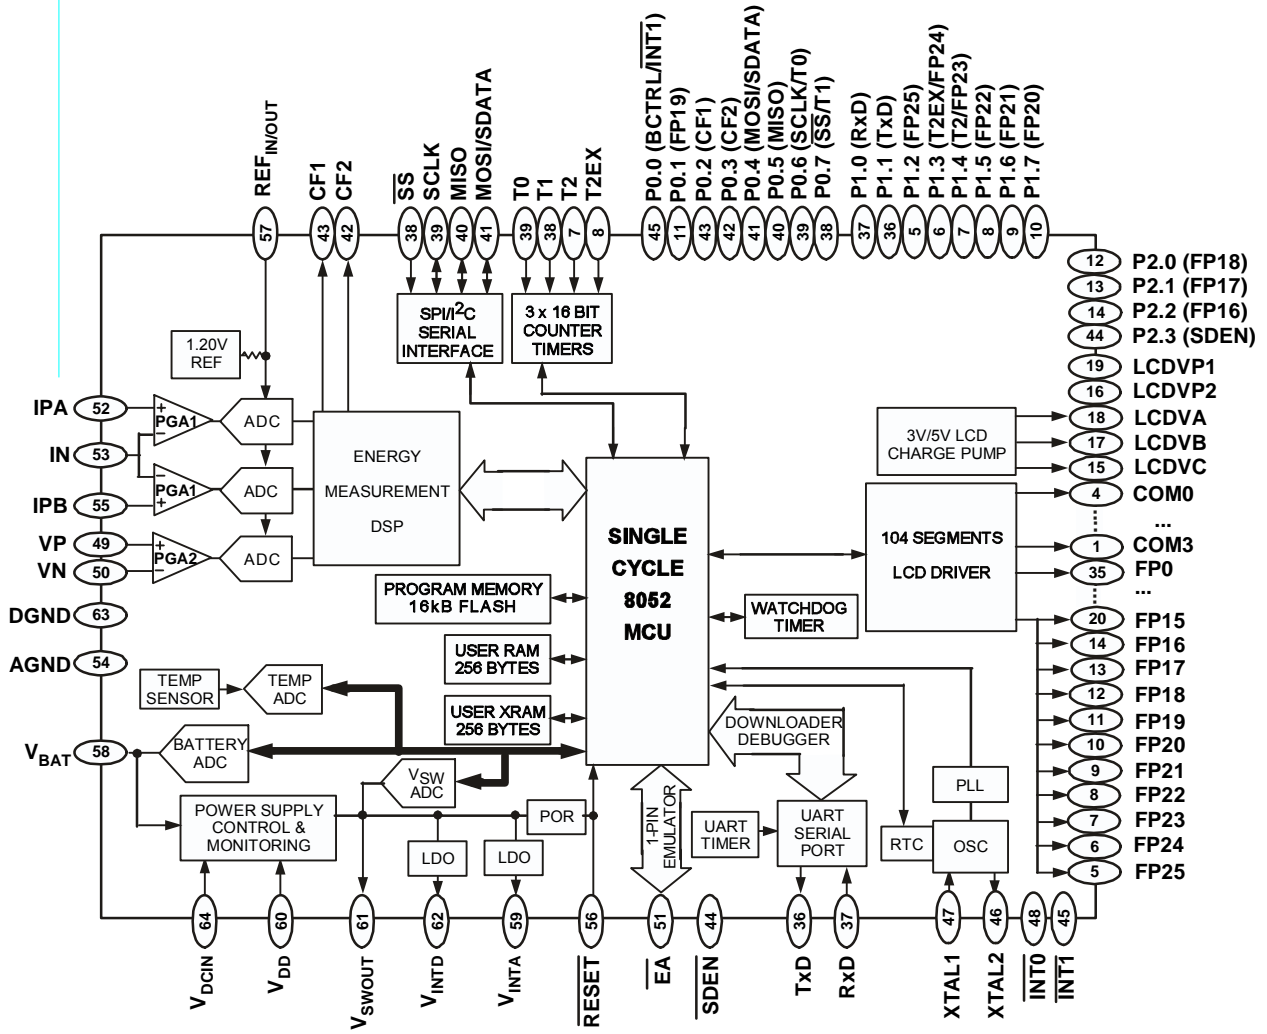 REF IN/OUT
CF1
CF2
SS
SCLK
MISO
MOSI/SDATA
T0
T1
T2
T2EX
P0.0 (BCTRL/INT1)
P0.1 (FP19)
P0.2 (CF1)
P0.3 (CF2)
P0.4 (MOSI/SDATA)
P0.5 (MISO)
P0.6 (SCLK/T0)
P0.7 (SS/T1)
P1.0 (RxD)
P1.1 (TxD)
P1.2 (FP25)
P1.3 (T2EX/FP24)
P1.4 (T2/FP23)
P1.5 (FP22)
P1.6 (FP21)
P1.7 (FP20)
57
43
42
38
39
40
41
39
38
7
8
45
11
43
42
41
40
39
38
37
36
5
6
7
8
9
10
12 P2.0 (FP18)
13 P2.1 (FP17)
14 P2.2 (FP16)
44 P2.3 (SDEN)
19 LCDVP1
16 LCDVP2
18 LCDVA
17 LCDVB
15 LCDVC
4 COM0
...
1 COM3
35 FP0
...
20 FP15
14 FP16
13 FP17
12 FP18
11 FP19
10 FP20
9 FP21
8 FP22
7 FP23
6 FP24
5 FP25
SPI/I2C
SERIAL
INTERFACE
3 x 16 BIT
COUNTER
TIMERS
1.20V
REF
IPA 52
IN 53
IPB 55
VP 49
VN 50
DGND 63
AGND 54
VBAT 58
+
PGA1
−
ADC
−
PGA1
+
ADC
+
PGA2
−
ADC
ENERGY
MEASUREMENT
DSP
3V/5V LCD
CHARGE PUMP
104 SEGMENTS
LCD DRIVER
SINGLE
CYCLE
8052
MCU
PROGRAM MEMORY
16kB FLASH
USER RAM
256 BYTES
USER XRAM
256 BYTES
WATCHDOG
TIMER
TEMP
SENSOR
TEMP
ADC
BATTERY
ADC
VSW
ADC
POWER SUPPLY
CONTROL &
MONITORING
LDO
LDO
POR
1-PIN
EMULATOR
DOWNLOADER
DEBUGGER
UART
TIMER
UART
SERIAL
PORT
PLL
RTC
OSC
64
60
61
62
59
56
51
44
36
37
47
46
48
45
VDCIN
VDD
VSWOUT
VINTD
VINTA
RESET
EA
SDEN
TxD
RxD
XTAL1
XTAL2
INT0
INT1